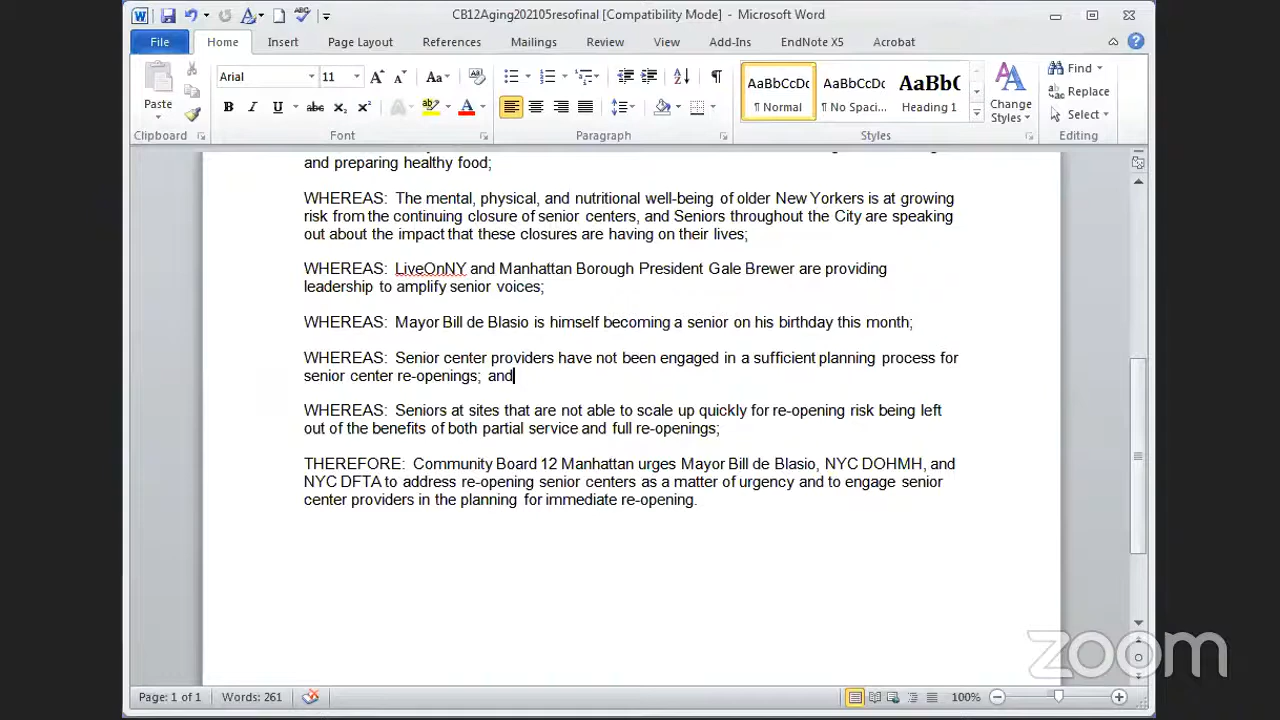 CB12Aging202105resofinal [Compatibility Mode] - Microsoft Word
File Home Insert Page Layout References Mailings Review View Add-Ins EndNote X5 Acrobat
Paste
Arial 11
B I U abc x₂ x² Aa A
AaBbCcDc AaBbCcDc AaBbC
¶ Normal ¶ No Spaci... Heading 1
Change Styles
Find
Replace
Select
Clipboard Font Paragraph Styles Editing
and preparing healthy food;
WHEREAS: The mental, physical, and nutritional well-being of older New Yorkers is at growing
risk from the continuing closure of senior centers, and Seniors throughout the City are speaking
out about the impact that these closures are having on their lives;
WHEREAS: LiveOnNY and Manhattan Borough President Gale Brewer are providing
leadership to amplify senior voices;
WHEREAS: Mayor Bill de Blasio is himself becoming a senior on his birthday this month;
WHEREAS: Senior center providers have not been engaged in a sufficient planning process for
senior center re-openings; and
WHEREAS: Seniors at sites that are not able to scale up quickly for re-opening risk being left
out of the benefits of both partial service and full re-openings;
THEREFORE: Community Board 12 Manhattan urges Mayor Bill de Blasio, NYC DOHMH, and
NYC DFTA to address re-opening senior centers as a matter of urgency and to engage senior
center providers in the planning for immediate re-opening.
zoom
Page: 1 of 1 Words: 261 100%